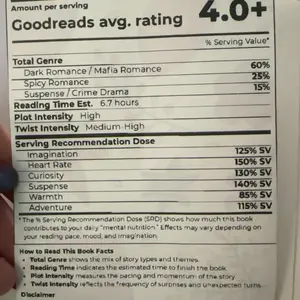 Amount per serving
Goodreads avg. rating 4.0+
% Serving Value*
Total Genre
Dark Romance / Mafia Romance 60%
Spicy Romance 25%
Suspense / Crime Drama 15%
Reading Time Est. 6.7 hours
Plot Intensity High
Twist Intensity Medium-High
Serving Recommendation Dose
Imagination 125% SV
Heart Rate 150% SV
Curiosity 130% SV
Suspense 140% SV
Warmth 85% SV
Adventure 115% SV
*The % Serving Recommendation Dose (SRD) shows how much this book
contributes to your daily "mental nutrition." Effects may vary depending on
your reading pace, mood, and imagination.
How to Read This Book Facts
• Total Genre shows the mix of story types and themes.
• Reading Time indicates the estimated time to finish the book.
• Plot Intensity measures the pacing and momentum of the story.
• Twist Intensity reflects the frequency of surprises and unexpected turns.
Disclaimer